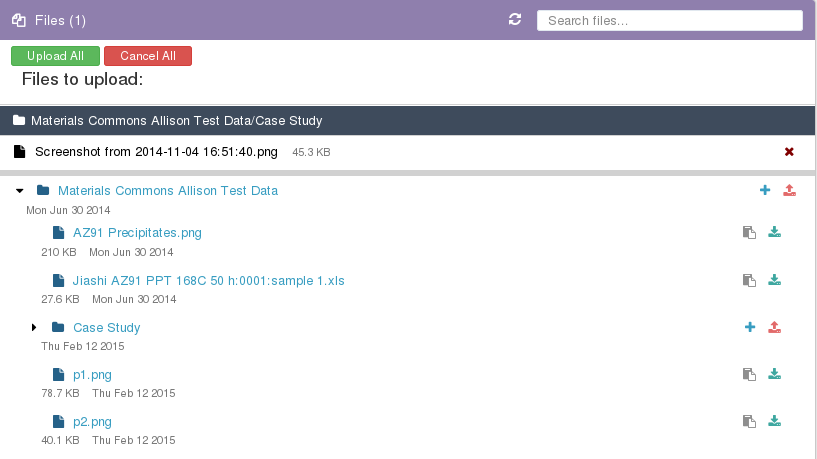 Files (1)
Search files...
Upload All
Cancel All
Files to upload:
Materials Commons Allison Test Data/Case Study
Screenshot from 2014-11-04 16:51:40.png 45.3 KB
Materials Commons Allison Test Data
Mon Jun 30 2014
AZ91 Precipitates.png
210 KB Mon Jun 30 2014
Jiashi AZ91 PPT 168C 50 h:0001:sample 1.xls
27.6 KB Mon Jun 30 2014
Case Study
Thu Feb 12 2015
p1.png
78.7 KB Thu Feb 12 2015
p2.png
40.1 KB Thu Feb 12 2015